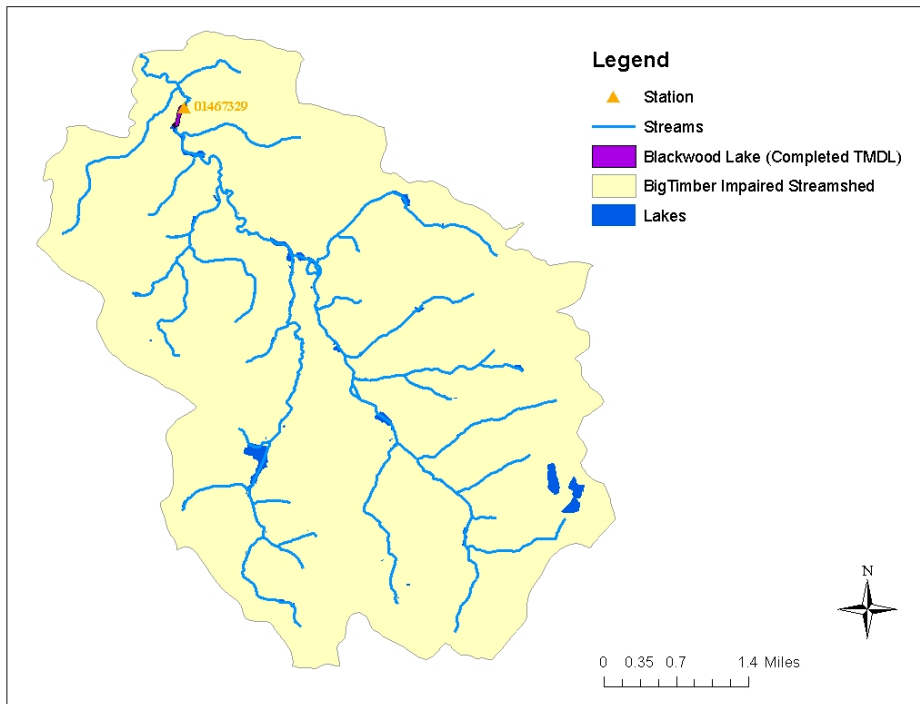 Legend
01467329
Station
Streams
Blackwood Lake (Completed TMDL)
BigTimber Impaired Streamshed
Lakes
N
0 0.35 0.7 1.4 Miles